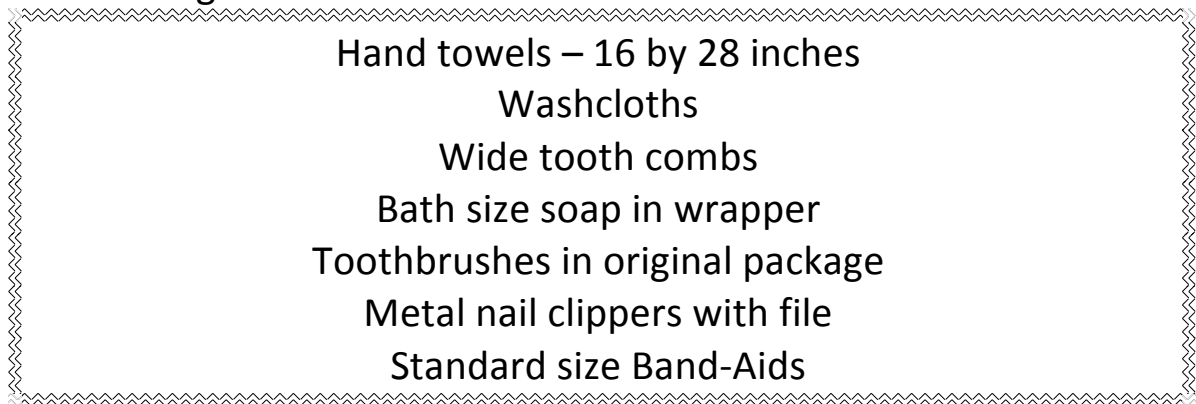 Hand towels – 16 by 28 inches
Washcloths
Wide tooth combs
Bath size soap in wrapper
Toothbrushes in original package
Metal nail clippers with file
Standard size Band-Aids